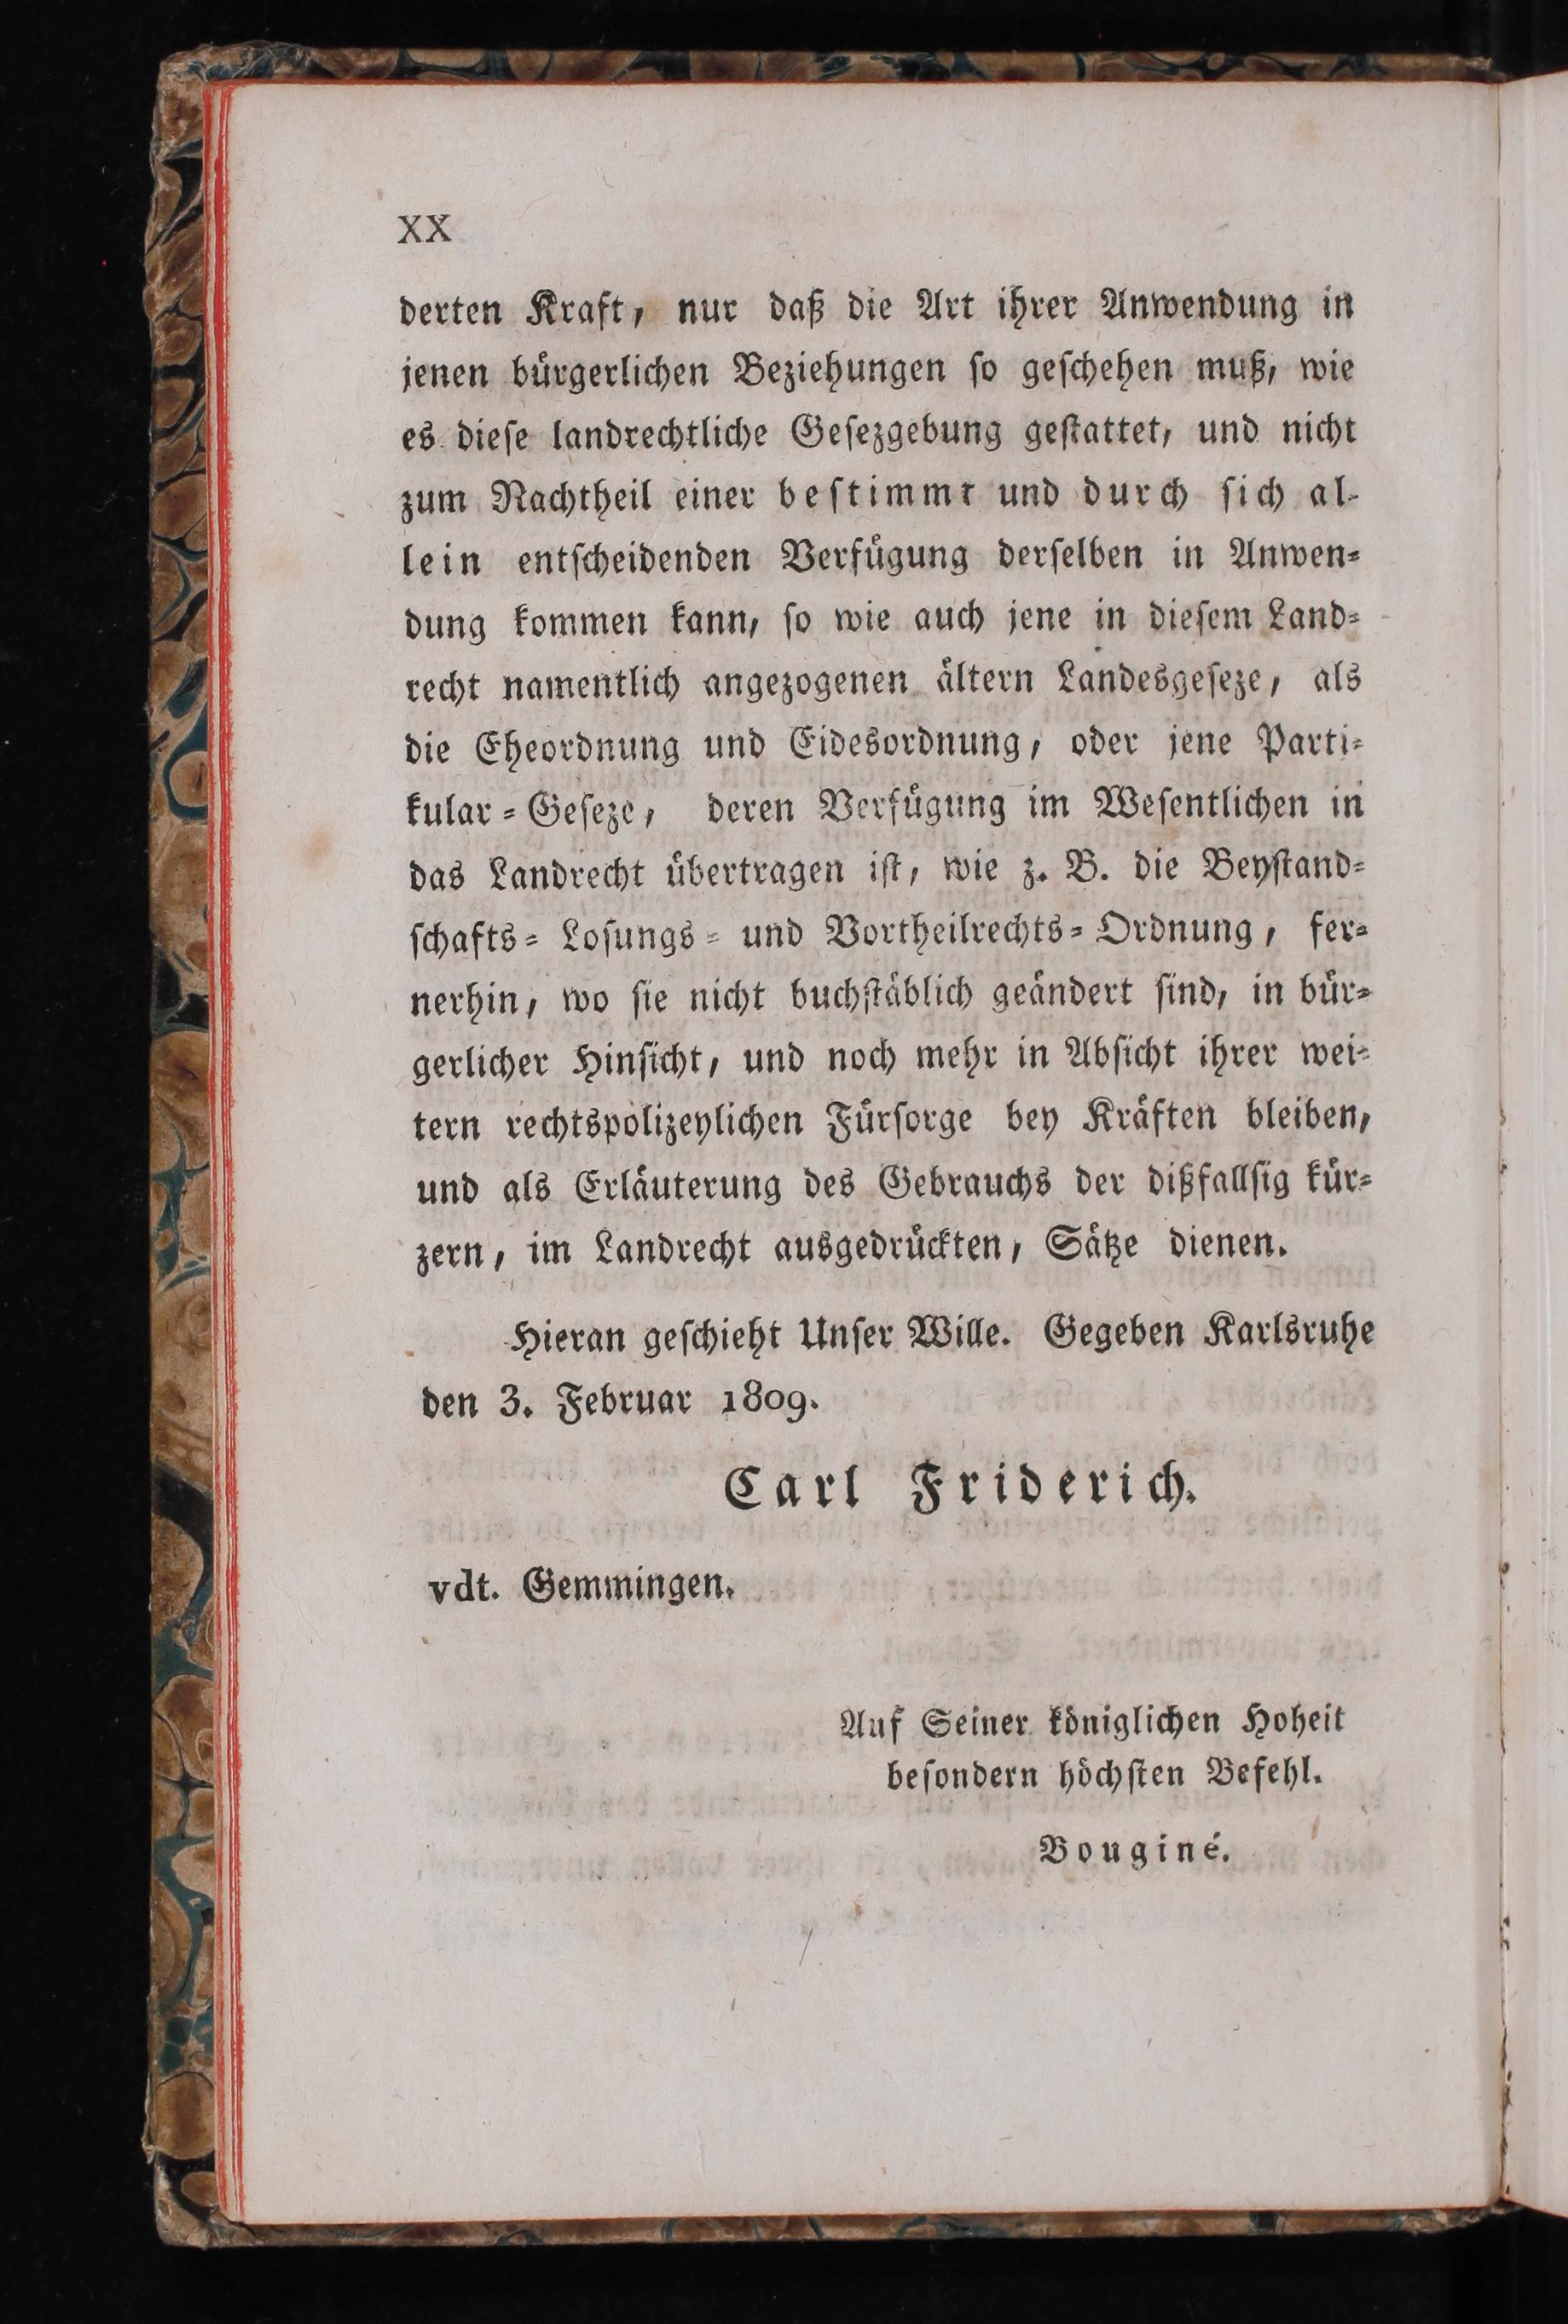 XX
derten Kraft, nur daß die Art ihrer Anwendung in
jenen bürgerlichen Beziehungen ſo geſchehen muß, wie
es dieſe landrechtliche Geſezgebung geſtattet, und nicht
zum Nachtheil einer beſtimmt und durch ſich al-
lein entſcheidenden Verfügung derſelben in Anwen-
dung kommen kann, ſo wie auch jene in dieſem Land-
recht namentlich angezogenen ältern Landesgeſeze, als
die Eheordnung und Eidesordnung, oder jene Parti-
kular-Geſeze, deren Verfügung im Weſentlichen in
das Landrecht übertragen iſt, wie z. B. die Beyſtand-
ſchafts- Loſungs- und Vortheilrechts-Ordnung, fer-
nerhin, wo ſie nicht buchſtäblich geändert ſind, in bür-
gerlicher Hinſicht, und noch mehr in Abſicht ihrer wei-
tern rechtspolizeylichen Fürſorge bey Kräften bleiben,
und als Erläuterung des Gebrauchs der dißfallſig kür-
zern, im Landrecht ausgedrückten, Sätze dienen.
Hieran geſchieht Unſer Wille. Gegeben Karlsruhe
den 3. Februar 1809.
Carl Friderich.
vdt. Gemmingen.
Auf Seiner königlichen Hoheit
beſondern höchſten Befehl.
Bouginé.